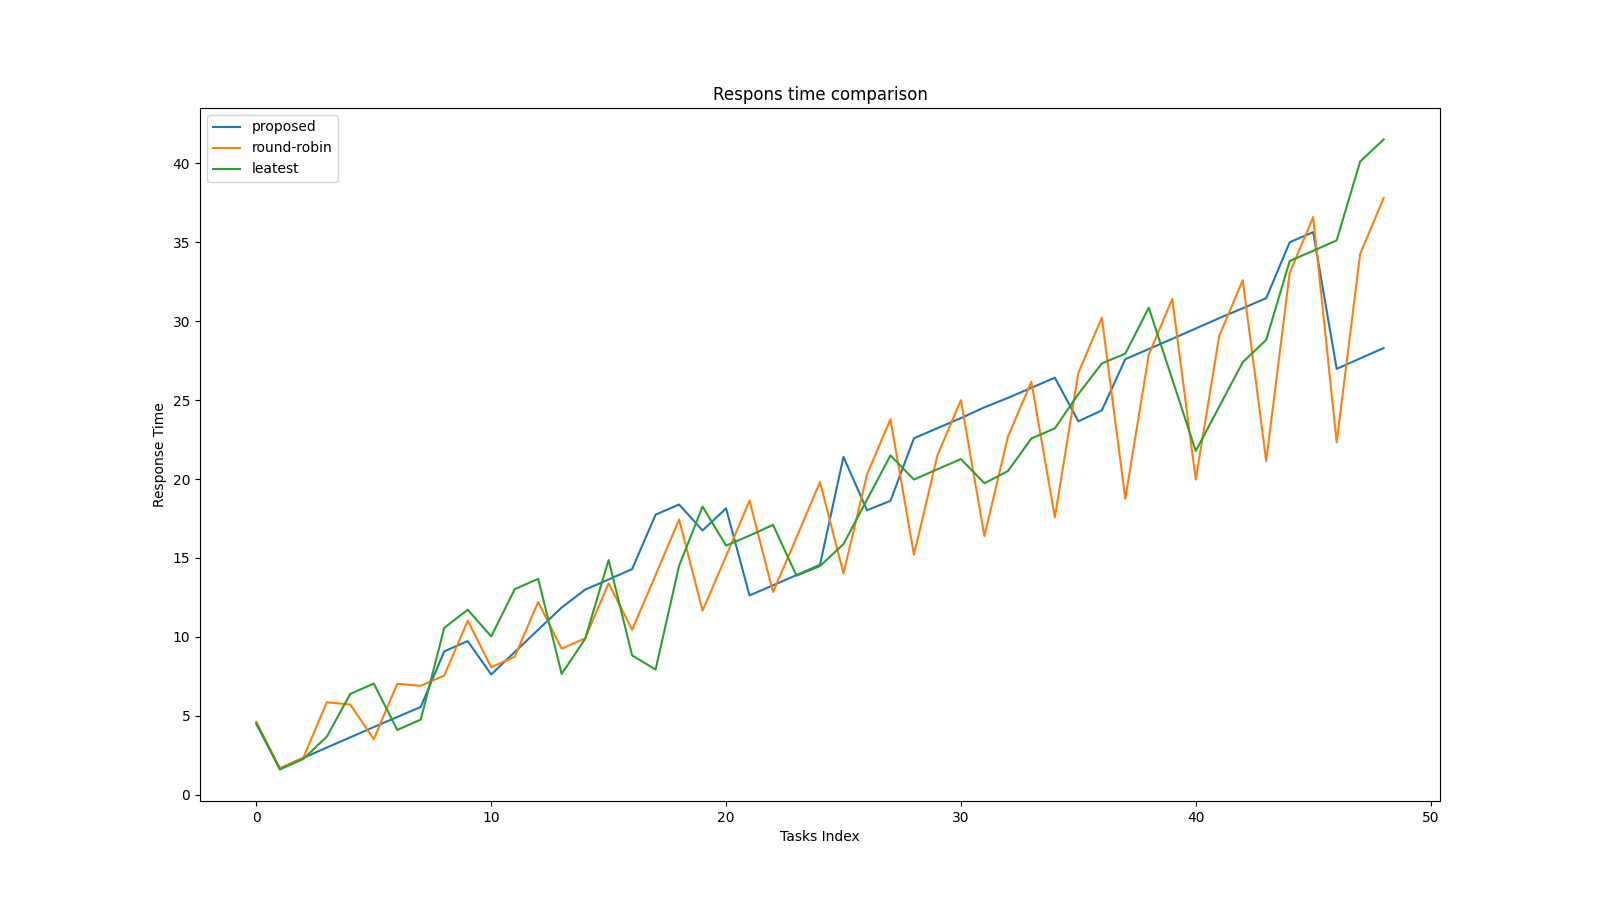 Respons time comparison
proposed
round-robin
leatest
40
35
30
25
20
15
10
5
0
Response Time
0 10 20 30 40 50
Tasks Index